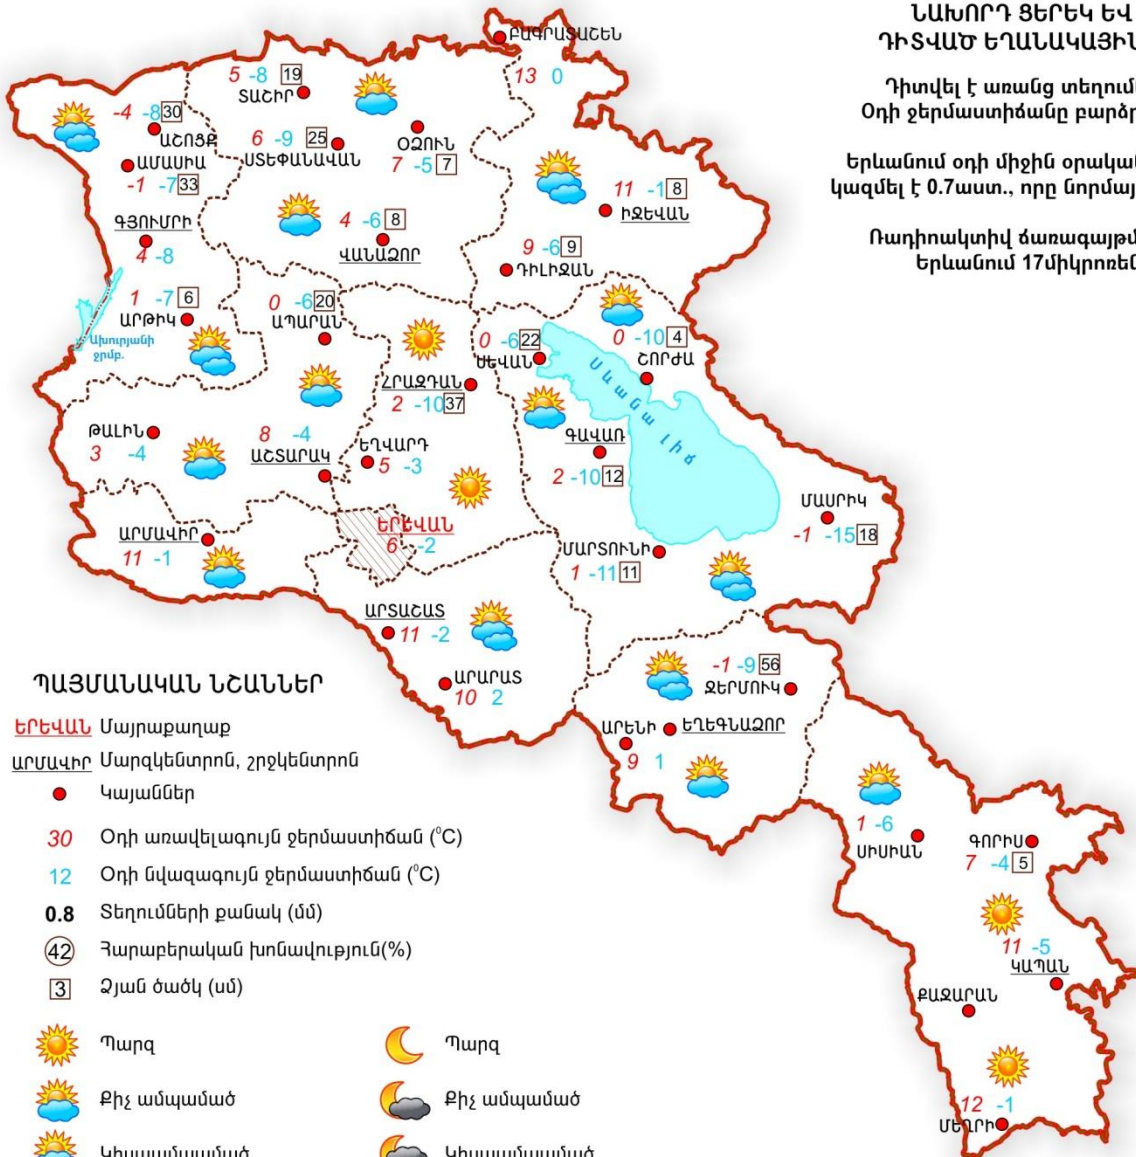 ՆԱԽՈՐԴ ՑԵՐԵԿ ԵՎ
ԴԻՏՎԱԾ ԵՂԱՆԱԿԱՅԻՆ
Դիտվել է առանց տեղում
Օդի ջերմաստիճանը բարձր
Երևանում օդի միջին օրական
կազմել է 0.7աստ., որը նորմայ
Ռադիոակտիվ ճառագայթմ
Երևանում 17միկրոռեն
ԲԱԳՐԱՏԱՇԵՆ
13 0
5 -8 19
ՏԱՇԻՐ
-4 -8 30
ԱՇՈՑՔ
6 -9 25
ՍՏԵՓԱՆԱՎԱՆ
ՕՁՈՒՆ
7 -5 7
ԱՄԱՍԻԱ
-1 -7 33
11 -1 8
ԻՋԵՎԱՆ
ԳՅՈՒՄՐԻ
4 -8
4 -6 8
ՎԱՆԱՁՈՐ
9 -6 9
ԴԻԼԻՋԱՆ
1 -7 6
ԱՐԹԻԿ
0 -6 20
ԱՊԱՐԱՆ
Ախուրյանի
ջրմբ.
0 -6 22
ՍԵՎԱՆ
0 -10 4
ՇՈՐԺԱ
Սևանա լիճ
ՀՐԱԶԴԱՆ
2 -10 37
ԹԱԼԻՆ
3 -4
8 -4
ԱՇՏԱՐԱԿ
ԵՂՎԱՐԴ
5 -3
ԳԱՎԱՌ
2 -10 12
ՄԱՍՐԻԿ
-1 -15 18
ԵՐԵՎԱՆ
6 -2
ԱՐՄԱՎԻՐ
11 -1
ՄԱՐՏՈՒՆԻ
1 -11 11
ԱՐՏԱՇԱՏ
11 -2
ԱՐԱՐԱՏ
10 2
-1 -9 56
ՋԵՐՄՈՒԿ
ԱՐԵՆԻ
9 1
ԵՂԵԳՆԱՁՈՐ
1 -6
ՍԻՍԻԱՆ
ԳՈՐԻՍ
7 -4 5
11 -5
ԿԱՊԱՆ
ՔԱՋԱՐԱՆ
12 -1
ՄԵՂՐԻ
ՊԱՅՄԱՆԱԿԱՆ ՆՇԱՆՆԵՐ
ԵՐԵՎԱՆ Մայրաքաղաք
ԱՐՄԱՎԻՐ Մարզկենտրոն, շրջկենտրոն
Կայաններ
30 Օդի առավելագույն ջերմաստիճան (⁰C)
12 Օդի նվազագույն ջերմաստիճան (⁰C)
0.8 Տեղումների քանակ (մմ)
42 Հարաբերական խոնավություն(%)
3 Ձյան ծածկ (սմ)
Պարզ Պարզ
Քիչ ամպամած Քիչ ամպամած
Կիսաամպամած Կիսաամպամած